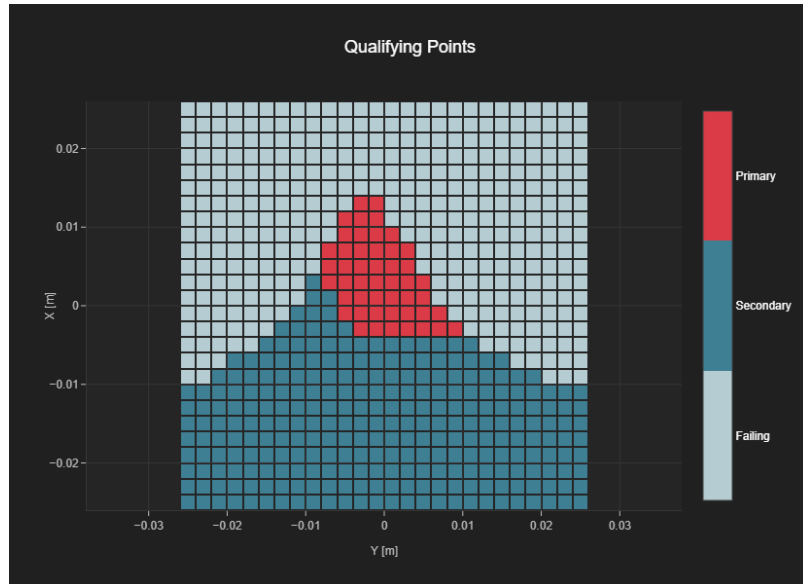 Qualifying Points
0.02
0.01
0
−0.01
−0.02
X [m]
−0.03
−0.02
−0.01
0
0.01
0.02
0.03
Y [m]
Primary
Secondary
Failing